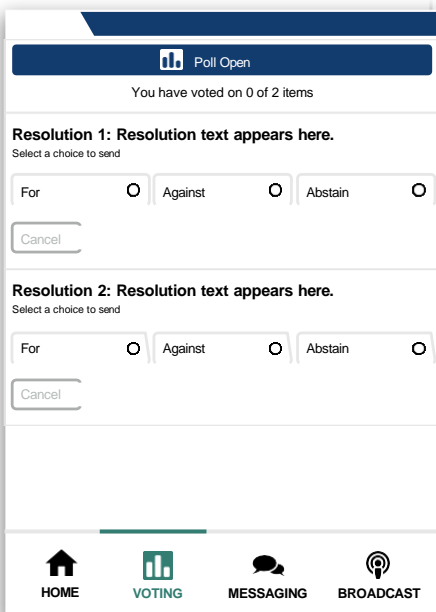 Poll Open
You have voted on 0 of 2 items
Resolution 1: Resolution text appears here.
Select a choice to send
For Against Abstain
Cancel
Resolution 2: Resolution text appears here.
Select a choice to send
For Against Abstain
Cancel
HOME VOTING MESSAGING BROADCAST